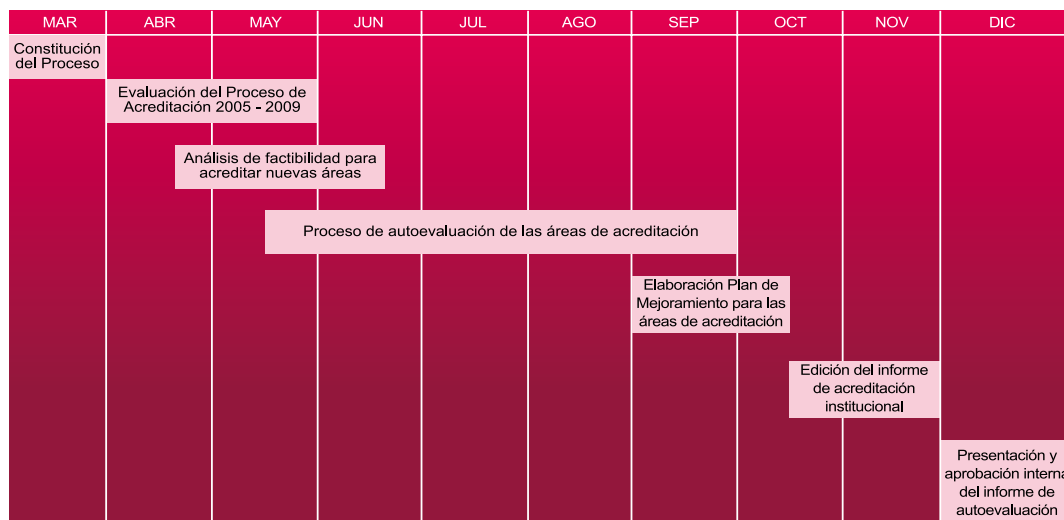 MAR ABR MAY JUN JUL AGO SEP OCT NOV DIC
Constitución
del Proceso
Evaluación del Proceso de
Acreditación 2005 - 2009
Análisis de factibilidad para
acreditar nuevas áreas
Proceso de autoevaluación de las áreas de acreditación
Elaboración Plan de
Mejoramiento para las
áreas de acreditación
Edición del informe
de acreditación
institucional
Presentación y
aprobación interna
del informe de
autoevaluación